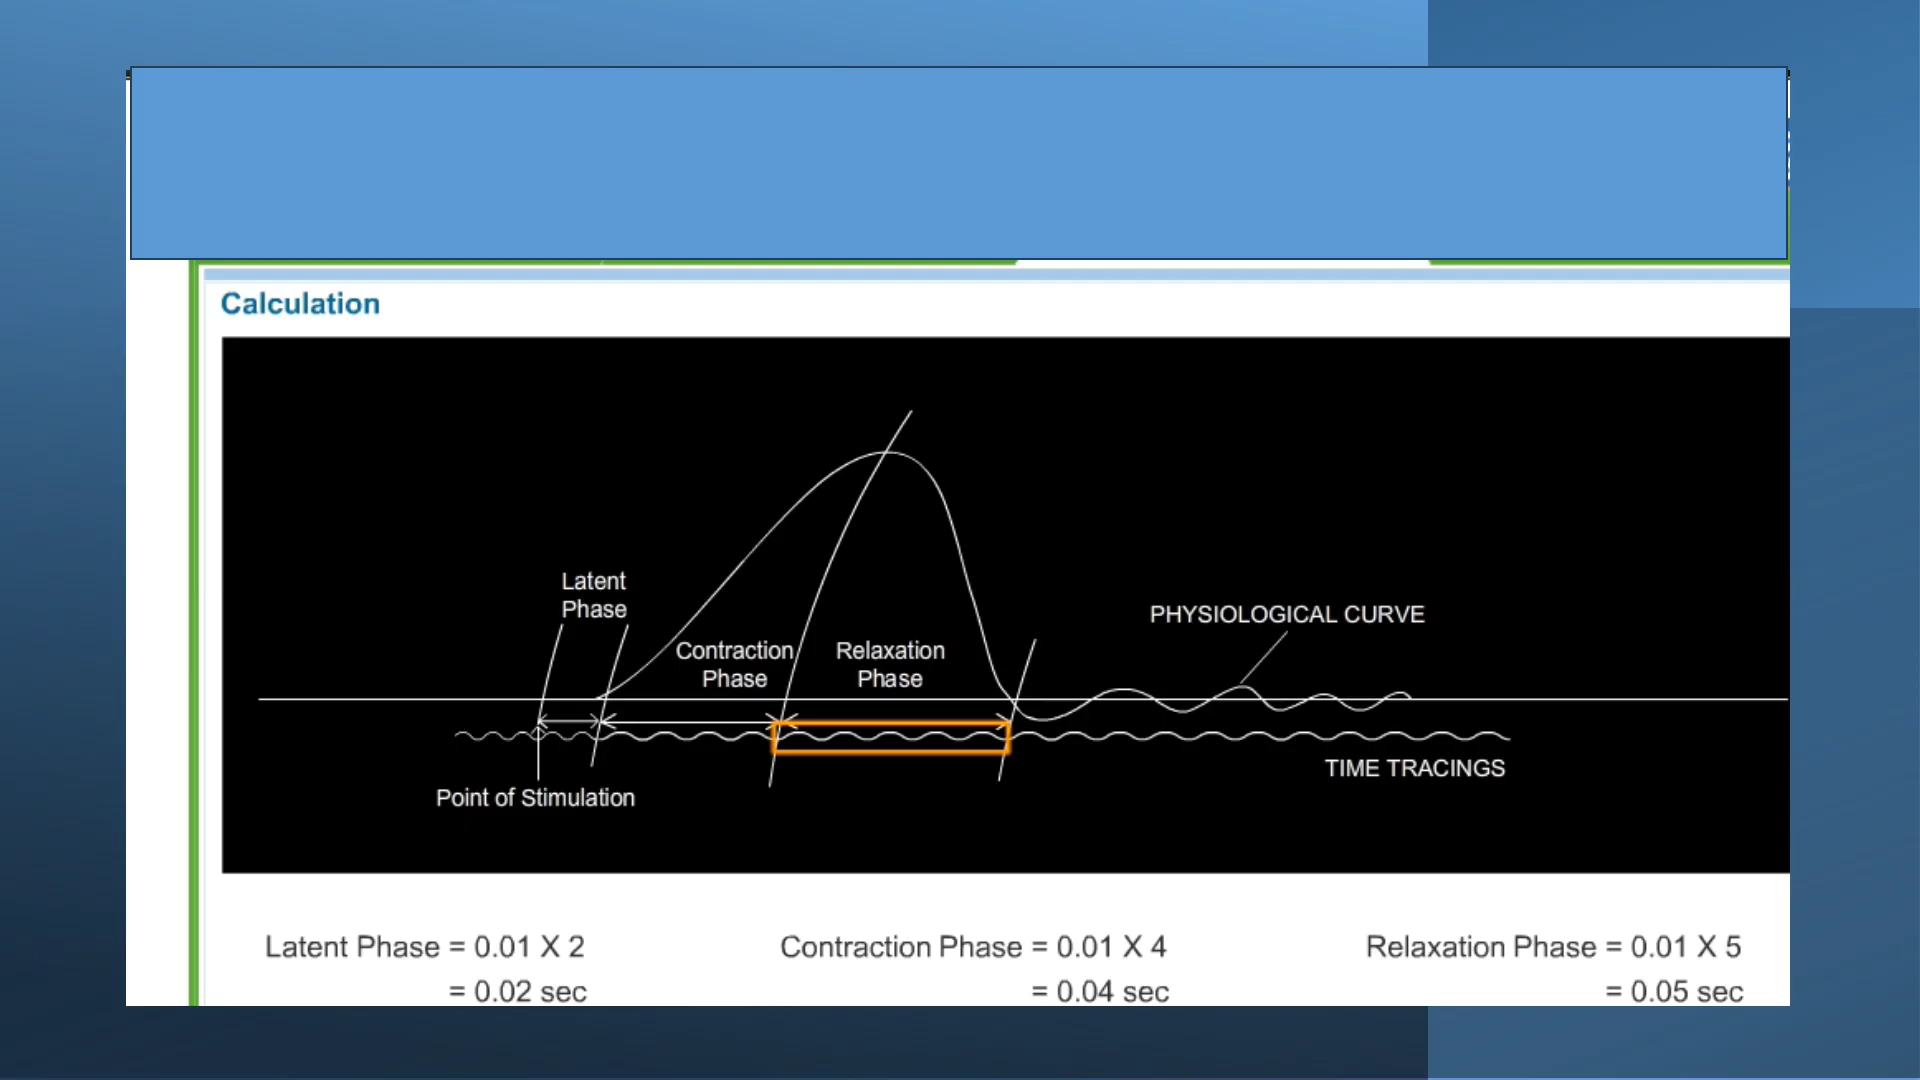 Calculation
Latent
Phase
Contraction
Phase
Relaxation
Phase
PHYSIOLOGICAL CURVE
TIME TRACINGS
Point of Stimulation
Latent Phase = 0.01 X 2
= 0.02 sec
Contraction Phase = 0.01 X 4
= 0.04 sec
Relaxation Phase = 0.01 X 5
= 0.05 sec